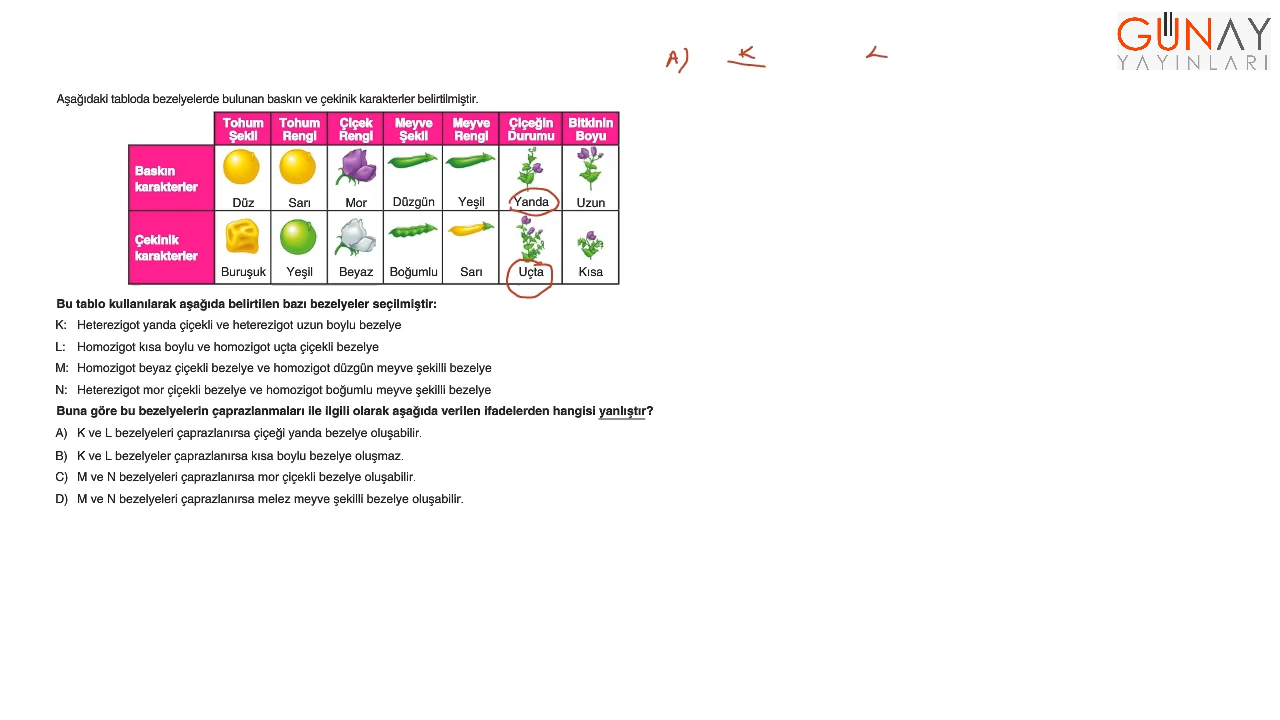 A) K L
GÜNAY
YAYINLARI
Aşağıdaki tabloda bezelyelerde bulunan baskın ve çekinik karakterler belirtilmiştir.
Tohum Şekli Tohum Rengi Çiçek Rengi Meyve Şekil Meyve Rengi Çiçeğin Durumu Bitkinin Boyu
Baskın karakterler
Düz Sarı Mor Düzgün Yeşil Yanda Uzun
Çekinik karakterler
Buruşuk Yeşil Beyaz Boğumlu Sarı Uçta Kısa
Bu tablo kullanılarak aşağıda belirtilen bazı bezelyeler seçilmiştir:
K: Heterezigot yanda çiçekli ve heterezigot uzun boylu bezelye
L: Homozigot kısa boylu ve homozigot uçta çiçekli bezelye
M: Homozigot beyaz çiçekli bezelye ve homozigot düzgün meyve şekilli bezelye
N: Heterezigot mor çiçekli bezelye ve homozigot boğumlu meyve şekilli bezelye
Buna göre bu bezelyelerin çaprazlanmaları ile ilgili olarak aşağıda verilen ifadelerden hangisi yanlıştır?
A) K ve L bezelyeleri çaprazlanırsa çiçeği yanda bezelye oluşabilir.
B) K ve L bezelyeler çaprazlanırsa kısa boylu bezelye oluşmaz.
C) M ve N bezelyeleri çaprazlanırsa mor çiçekli bezelye oluşabilir.
D) M ve N bezelyeleri çaprazlanırsa melez meyve şekilli bezelye oluşabilir.